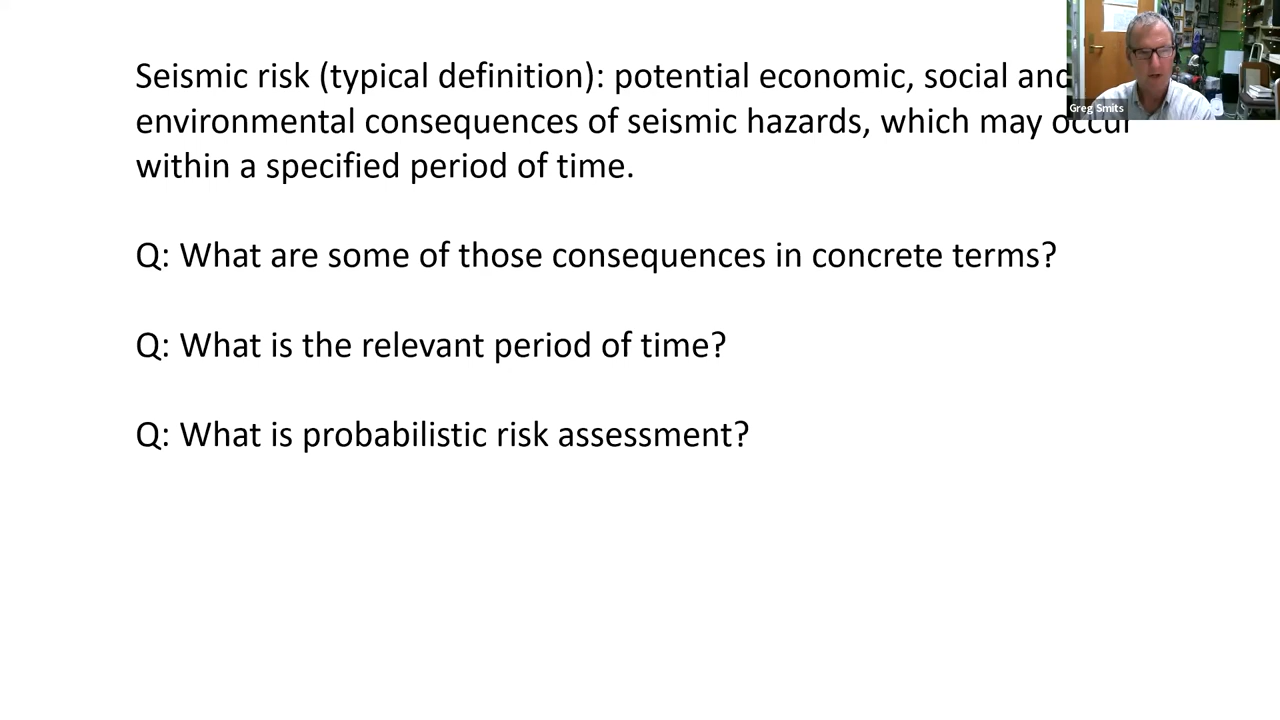 Seismic risk (typical definition): potential economic, social and
environmental consequences of seismic hazards, which may occur
within a specified period of time.
Q: What are some of those consequences in concrete terms?
Q: What is the relevant period of time?
Q: What is probabilistic risk assessment?
Greg Smits